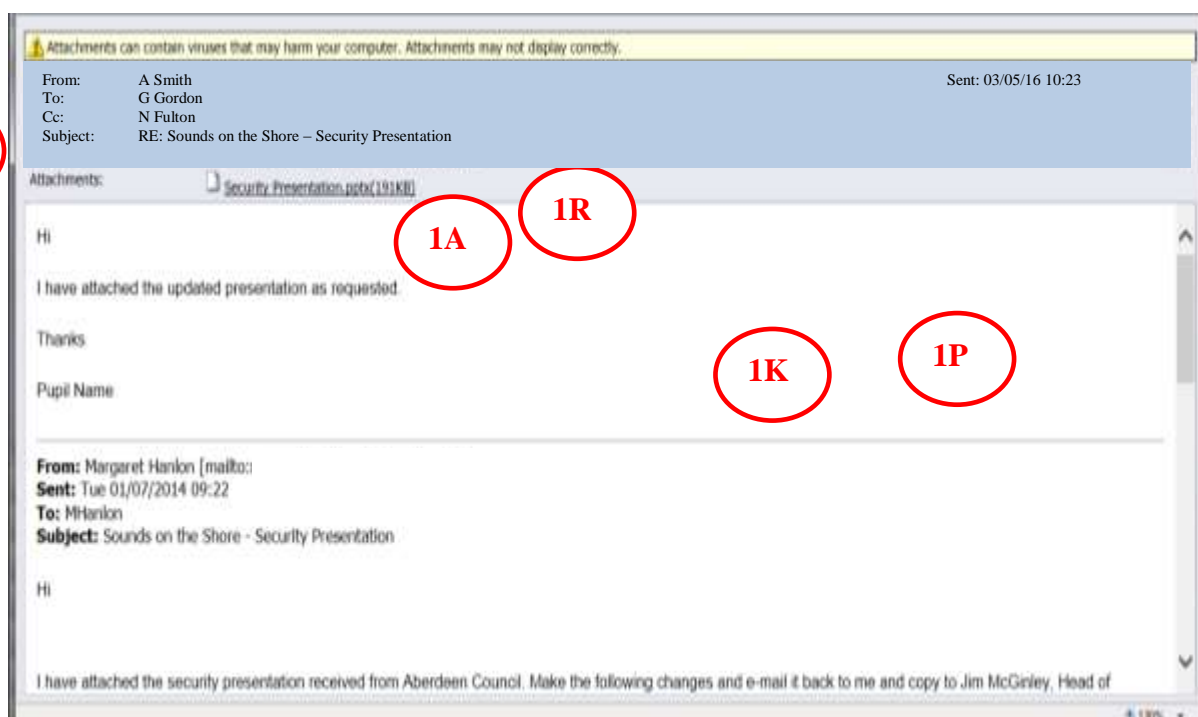 Attachments can contain viruses that may harm your computer. Attachments may not display correctly.
From: A Smith Sent: 03/05/16 10:23
To: G Gordon
Cc: N Fulton
Subject: RE: Sounds on the Shore – Security Presentation
Attachments: Security Presentation.pptx(191KB)
1R
1A
Hi
I have attached the updated presentation as requested.
Thanks
1K
1P
Pupil Name
From: Margaret Hanlon [mailto:
Sent: Tue 01/07/2014 09:22
To: MHanlon
Subject: Sounds on the Shore - Security Presentation
Hi
I have attached the security presentation received from Aberdeen Council. Make the following changes and e-mail it back to me and copy to Jim McGinley, Head of